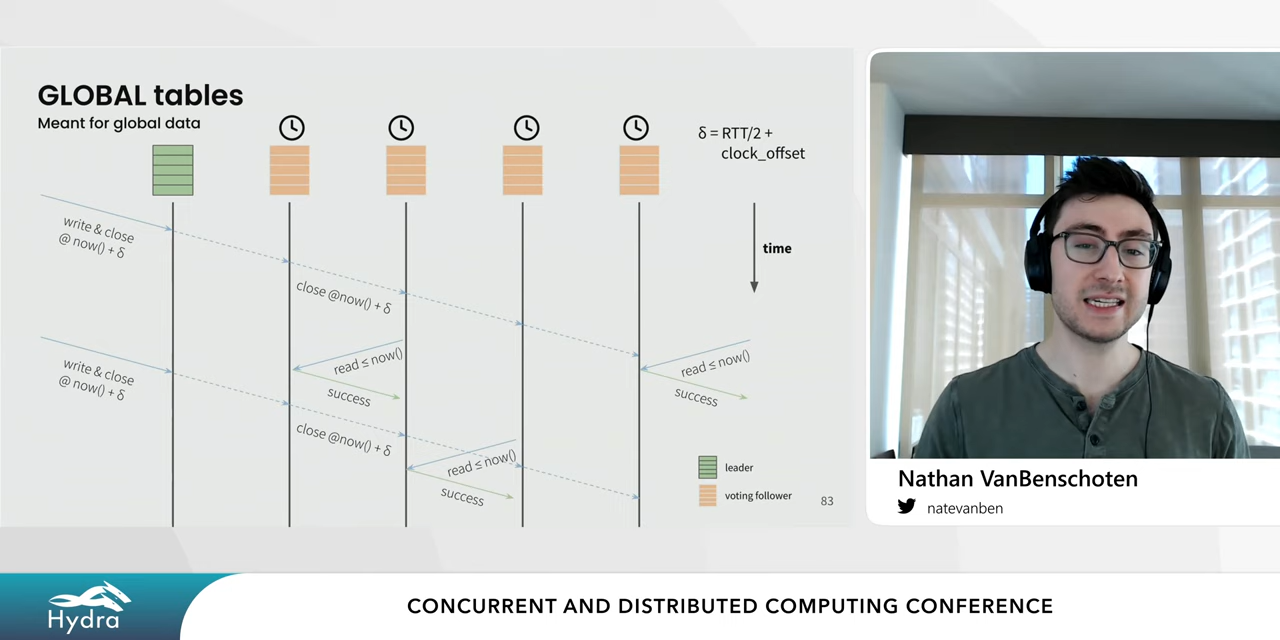 GLOBAL tables
Meant for global data
δ = RTT/2 +
clock_offset
write & close
@ now() + δ
time
close @now() + δ
read ≤ now()
success
read ≤ now()
success
write & close
@ now() + δ
close @now() + δ
read ≤ now()
success
leader
voting follower
83
Nathan VanBenschoten
natevanben
Hydra
CONCURRENT AND DISTRIBUTED COMPUTING CONFERENCE